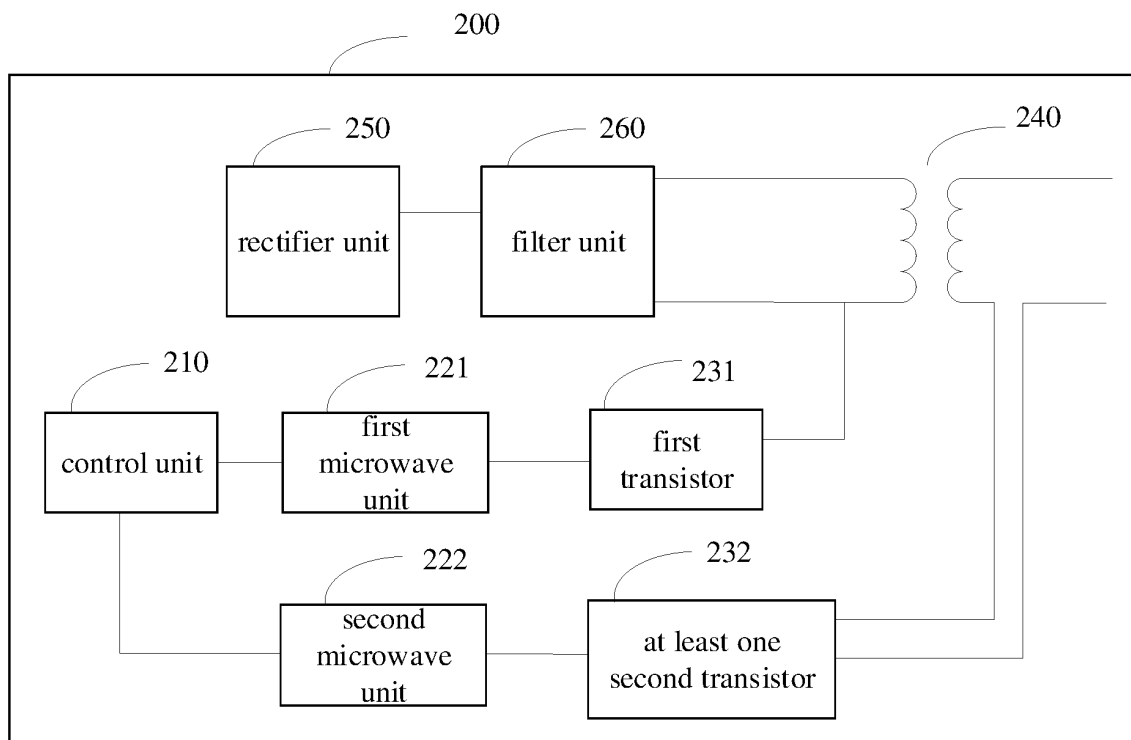 200
250
260
240
rectifier unit
filter unit
210
221
231
control unit
first
microwave
unit
first
transistor
222
232
second
microwave
unit
at least one
second transistor